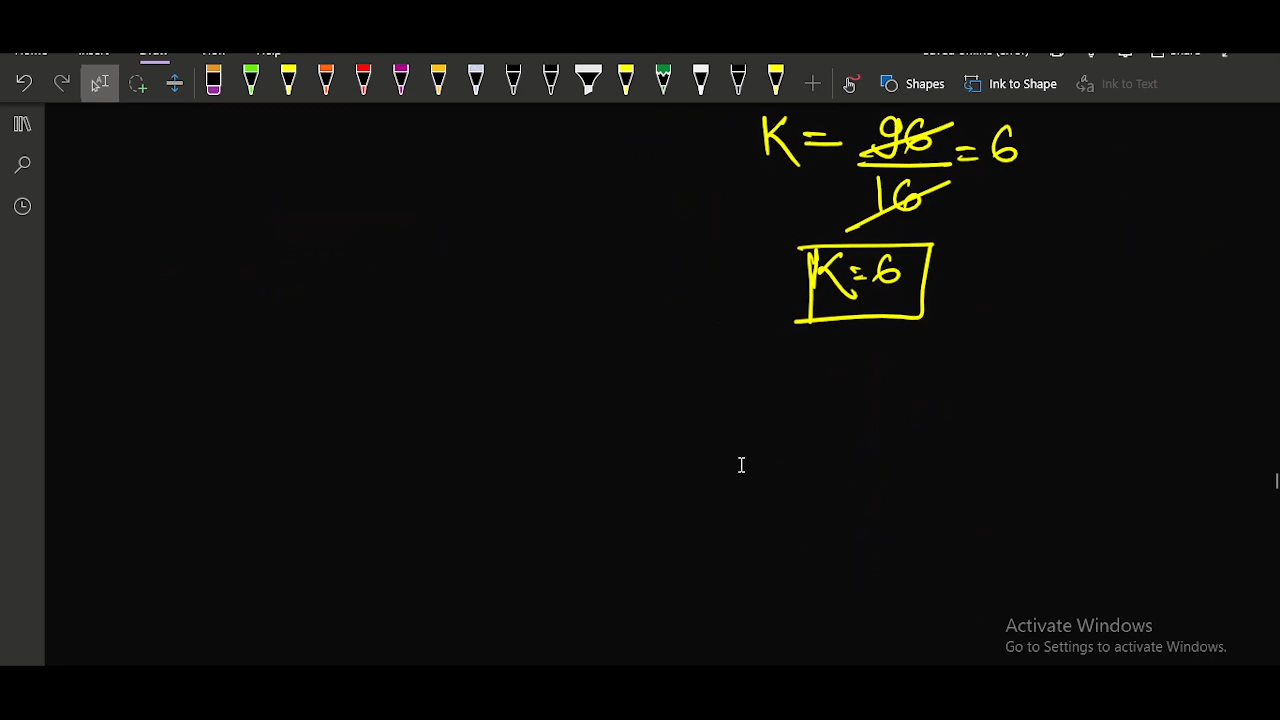 Shapes
Ink to Shape
Ink to Text
K = 96/16 = 6
K = 6
Activate Windows
Go to Settings to activate Windows.